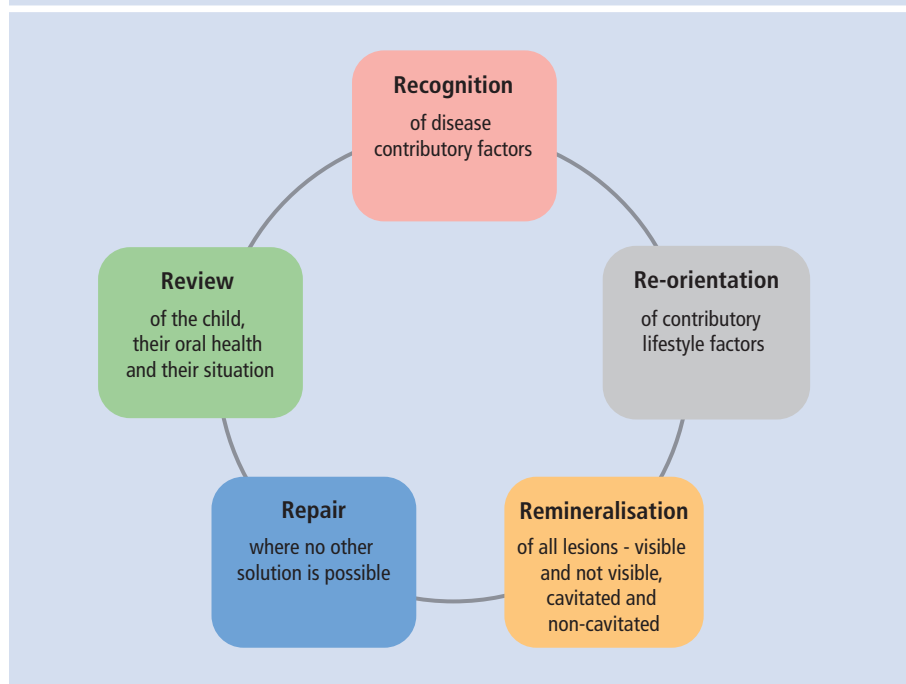 Recognition
of disease
contributory factors
Re-orientation
of contributory
lifestyle factors
Remineralisation
of all lesions - visible
and not visible,
cavitated and
non-cavitated
Repair
where no other
solution is possible
Review
of the child,
their oral health
and their situation